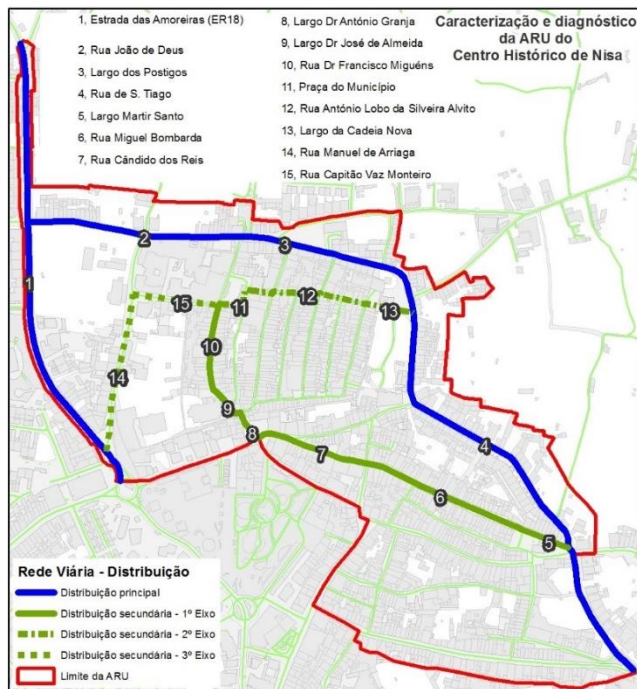 1, Estrada das Amoreiras (ER18)
2, Rua João de Deus
3, Largo dos Postigos
4, Rua de S. Tiago
5, Largo Martir Santo
6, Rua Miguel Bombarda
7, Rua Cândido dos Reis
8, Largo Dr António Granja
9, Largo Dr José de Almeida
10, Rua Dr Francisco Miguéns
11, Praça do Município
12, Rua António Lobo da Silveira Alvito
13, Largo da Cadeia Nova
14, Rua Manuel de Arriaga
15, Rua Capitão Vaz Monteiro
Caracterização e diagnóstico
da ARU do
Centro Histórico de Nisa
2
3
1
15
11
12
13
10
14
9
8
7
4
6
5
Rede Viária - Distribuição
Distribuição principal
Distribuição secundária - 1º Eixo
Distribuição secundária - 2º Eixo
Distribuição secundária - 3º Eixo
Limite da ARU